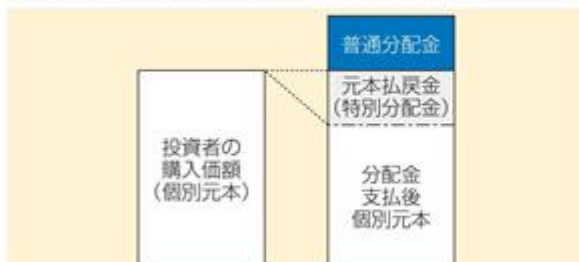 普通分配金
元本払戻金
(特別分配金)
投資者の
購入価額
(個別元本)
分配金
支払後
個別元本